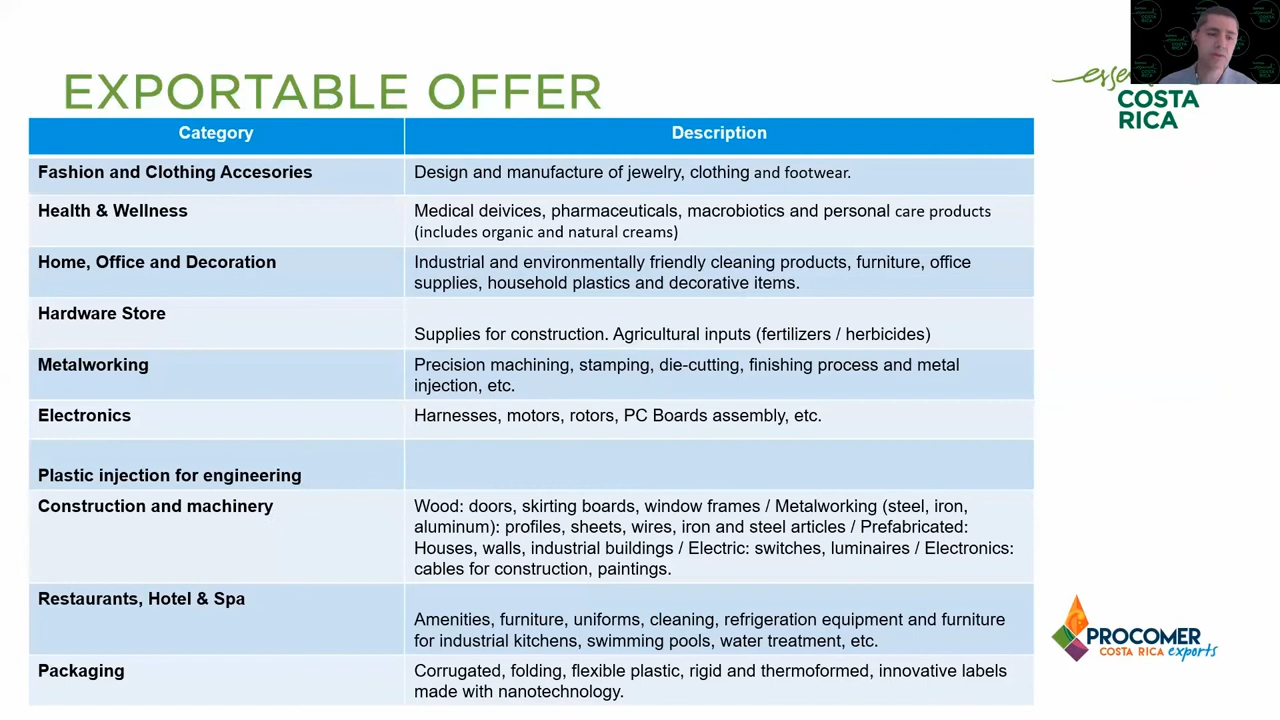 EXPORTABLE OFFER
COSTA
RICA
Category
Description
Fashion and Clothing Accesories
Design and manufacture of jewelry, clothing and footwear.
Health & Wellness
Medical deivices, pharmaceuticals, macrobiotics and personal care products
(includes organic and natural creams)
Home, Office and Decoration
Industrial and environmentally friendly cleaning products, furniture, office
supplies, household plastics and decorative items.
Hardware Store
Supplies for construction. Agricultural inputs (fertilizers / herbicides)
Metalworking
Precision machining, stamping, die-cutting, finishing process and metal
injection, etc.
Electronics
Harnesses, motors, rotors, PC Boards assembly, etc.
Plastic injection for engineering
Construction and machinery
Wood: doors, skirting boards, window frames / Metalworking (steel, iron,
aluminum): profiles, sheets, wires, iron and steel articles / Prefabricated:
Houses, walls, industrial buildings / Electric: switches, luminaires / Electronics:
cables for construction, paintings.
Restaurants, Hotel & Spa
Amenities, furniture, uniforms, cleaning, refrigeration equipment and furniture
for industrial kitchens, swimming pools, water treatment, etc.
Packaging
Corrugated, folding, flexible plastic, rigid and thermoformed, innovative labels
made with nanotechnology.
PROCOMER
COSTA RICA exports